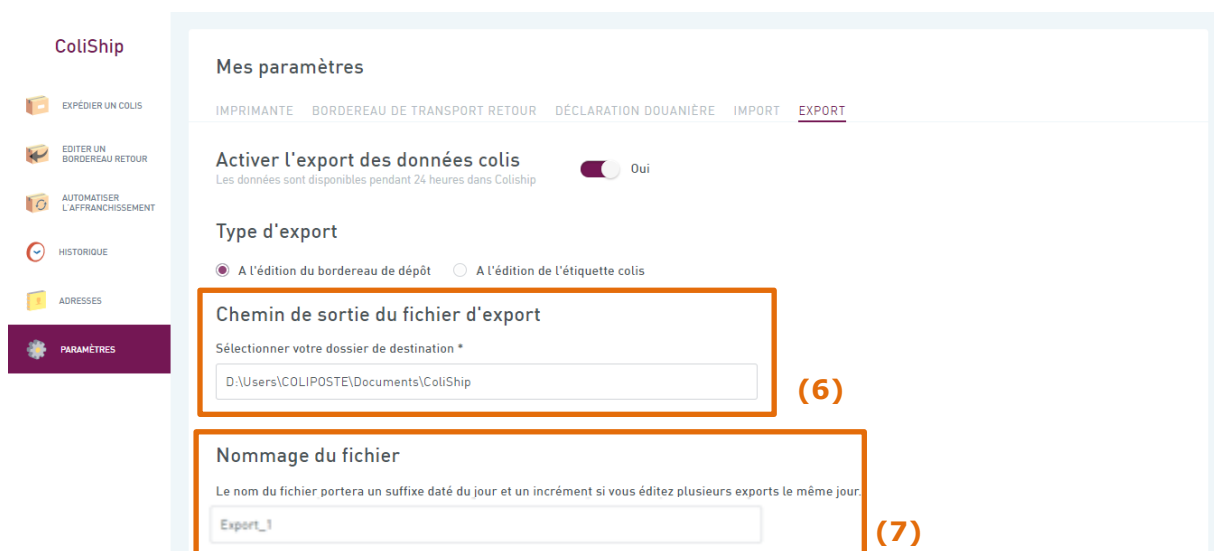 ColiShip
EXPÉDIER UN COLIS
EDITER UN
BORDEREAU RETOUR
AUTOMATISER
L'AFFRANCHISSEMENT
HISTORIQUE
ADRESSES
PARAMÈTRES
Mes paramètres
IMPRIMANTE BORDEREAU DE TRANSPORT RETOUR DÉCLARATION DOUANIÈRE IMPORT EXPORT
Activer l'export des données colis
Oui
Les données sont disponibles pendant 24 heures dans Coliship
Type d'export
A l'édition du bordereau de dépôt A l'édition de l'étiquette colis
Chemin de sortie du fichier d'export
Sélectionner votre dossier de destination *
D:\Users\COLIPOSTE\Documents\ColiShip
(6)
Nommage du fichier
Le nom du fichier portera un suffixe daté du jour et un incrément si vous éditez plusieurs exports le même jour.
Export_1
(7)